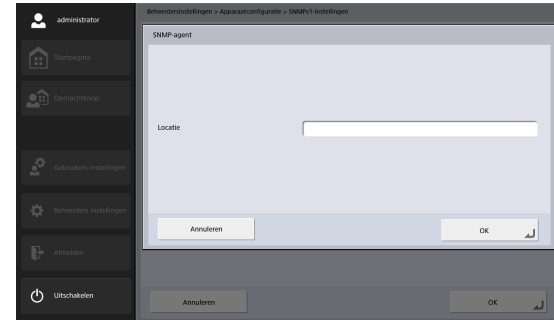 administrator
Startpagina
Opdrachtknop
Gebruikers instellingen
Beheerders instellingen
Afmelden
Uitschakelen
Beheerdersinstellingen > Apparaatconfiguratie > SNMPv1-instellingen
SNMP-agent
Locatie
Annuleren
OK
Annuleren
OK